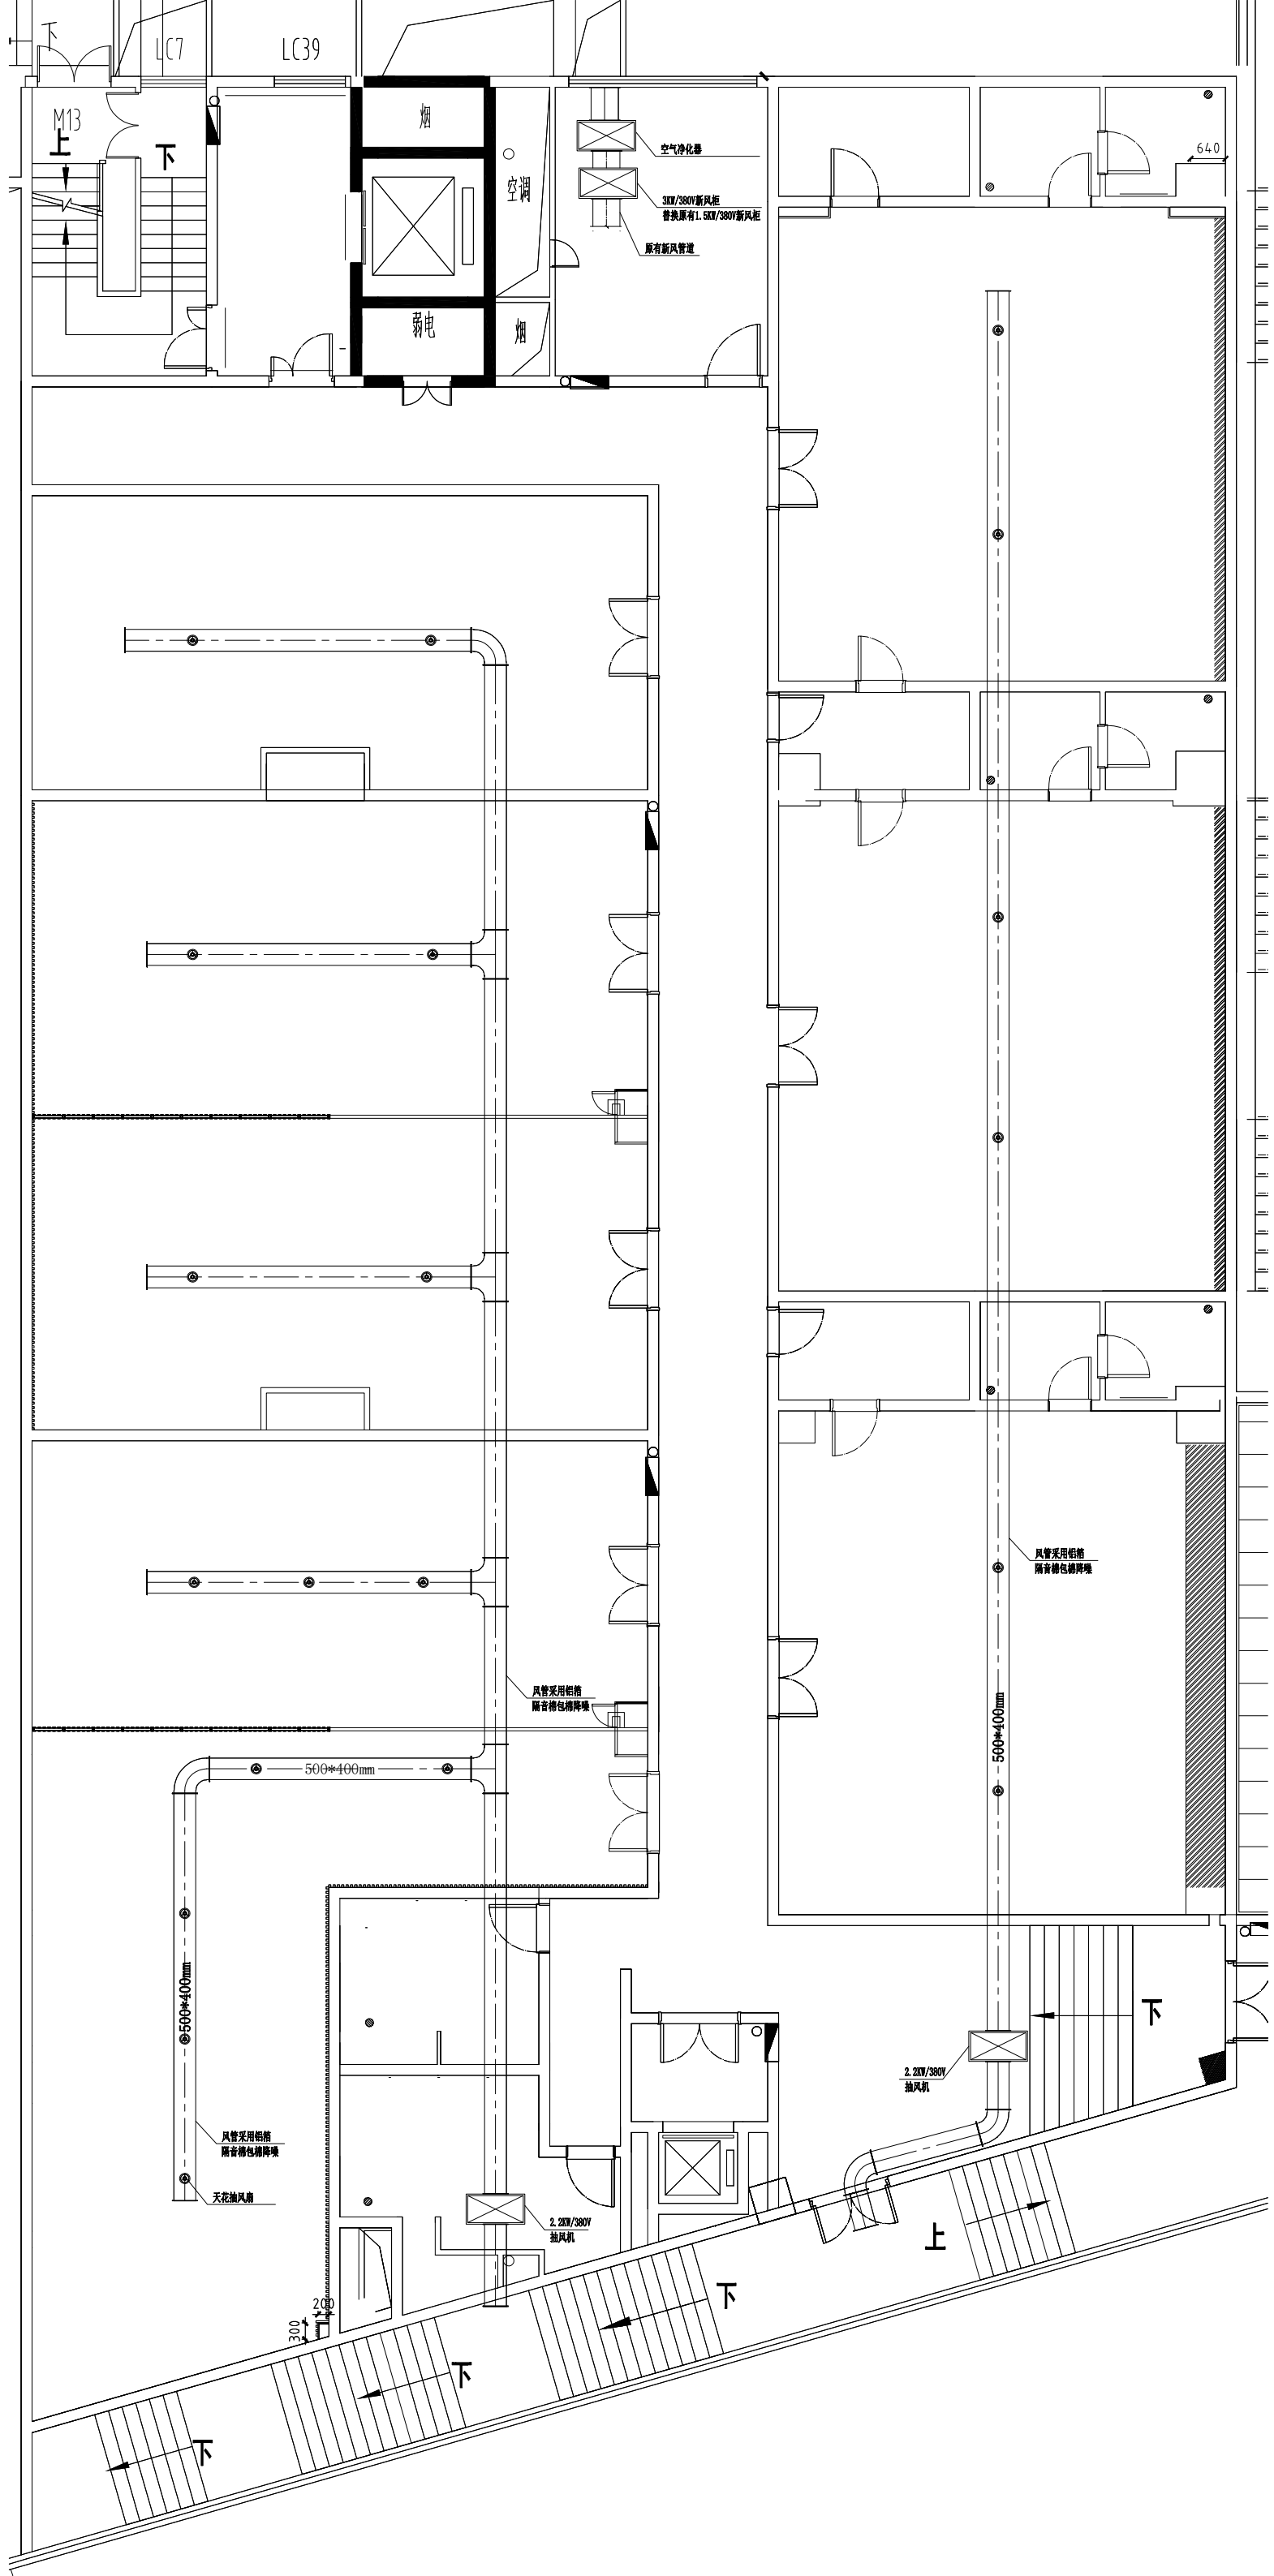 下
LC7
LC39
M13
上
下
烟
空调
空气净化器
640
3KW/380V新风柜
替换原有1.5KW/380V新风柜
原有新风管道
弱电
烟
风管采用铝箔
隔音棉包棉降噪
风管采用铝箔
隔音棉包棉降噪
500*400mm
500*400mm
500*400mm
下
2.2KW/380V
抽风机
风管采用铝箔
隔音棉包棉降噪
天花抽风扇
2.2KW/380V
抽风机
上
下
200
300
下
下